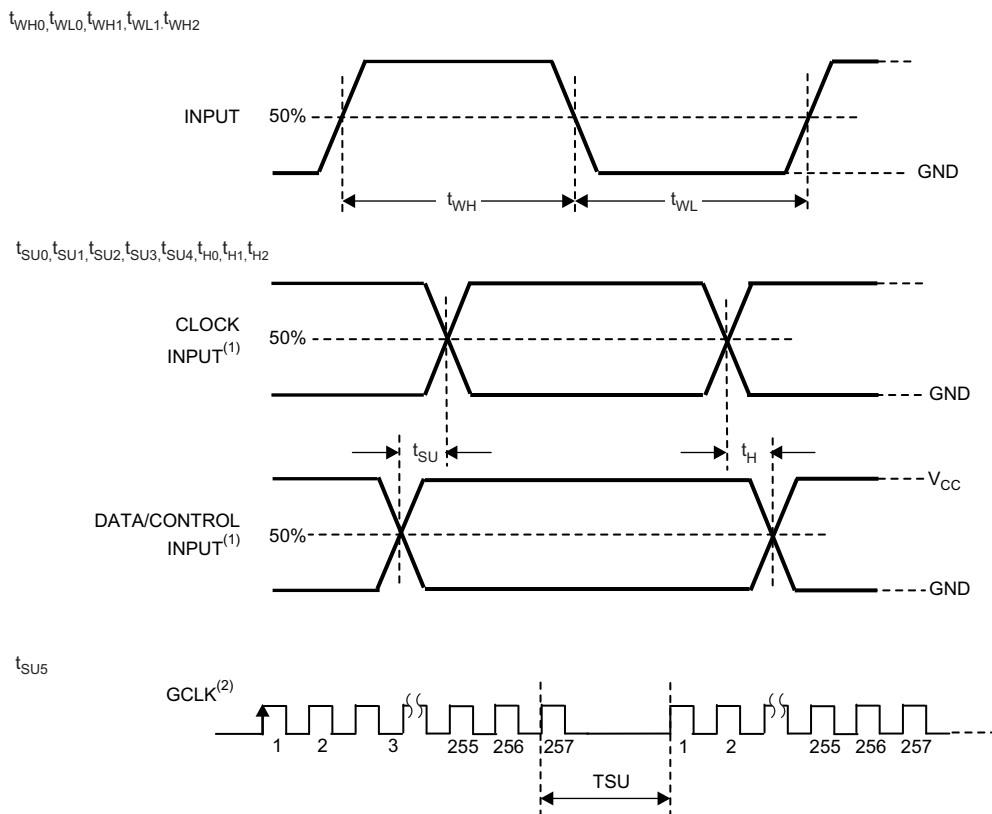 tWH0,tWL0,tWH1,tWL1,tWH2
INPUT
50%
GND
tWH
tWL
tSU0,tSU1,tSU2,tSU3,tSU4,tH0,tH1,tH2
CLOCK
INPUT(1)
50%
GND
tSU
tH
VCC
DATA/CONTROL
INPUT(1)
50%
GND
tSU5
GCLK(2)
1 2 3 255 256 257 1 2 255 256 257
TSU